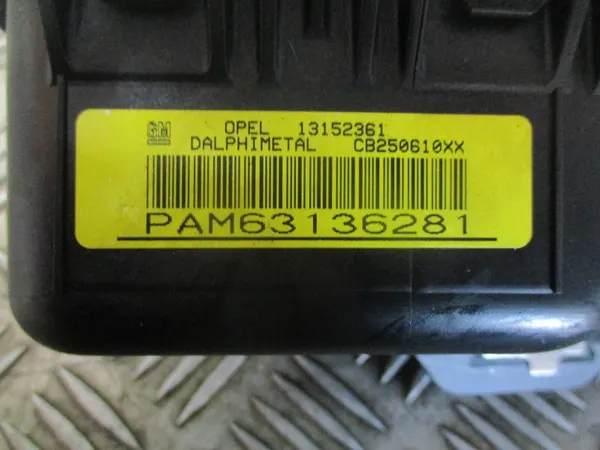 GM OPEL 13152361
DALPHIMETAL CB250610XX
PAM63136281